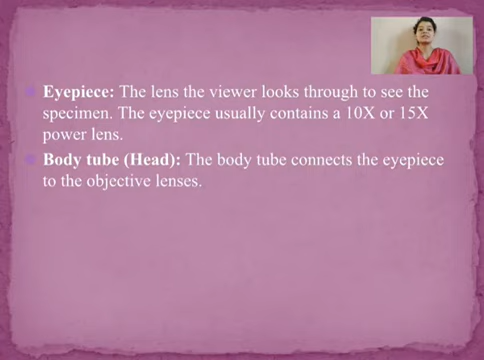 Eyepiece: The lens the viewer looks through to see the
specimen. The eyepiece usually contains a 10X or 15X
power lens.
Body tube (Head): The body tube connects the eyepiece
to the objective lenses.